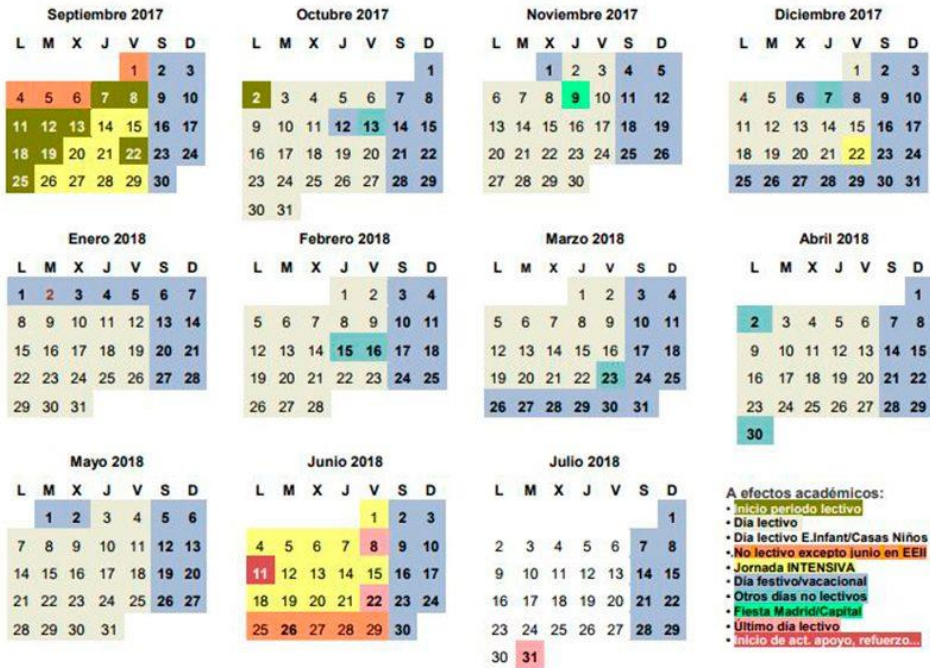 Septiembre 2017
L M X J V S D
1 2 3
4 5 6 7 8 9 10
11 12 13 14 15 16 17
18 19 20 21 22 23 24
25 26 27 28 29 30
Octubre 2017
L M X J V S D
1
2 3 4 5 6 7 8
9 10 11 12 13 14 15
16 17 18 19 20 21 22
23 24 25 26 27 28 29
30 31
Noviembre 2017
L M X J V S D
1 2 3 4 5
6 7 8 9 10 11 12
13 14 15 16 17 18 19
20 21 22 23 24 25 26
27 28 29 30
Diciembre 2017
L M X J V S D
1 2 3
4 5 6 7 8 9 10
11 12 13 14 15 16 17
18 19 20 21 22 23 24
25 26 27 28 29 30 31
Enero 2018
L M X J V S D
1 2 3 4 5 6 7
8 9 10 11 12 13 14
15 16 17 18 19 20 21
22 23 24 25 26 27 28
29 30 31
Febrero 2018
L M X J V S D
1 2 3 4
5 6 7 8 9 10 11
12 13 14 15 16 17 18
19 20 21 22 23 24 25
26 27 28
Marzo 2018
L M X J V S D
1 2 3 4
5 6 7 8 9 10 11
12 13 14 15 16 17 18
19 20 21 22 23 24 25
26 27 28 29 30 31
Abril 2018
L M X J V S D
1
2 3 4 5 6 7 8
9 10 11 12 13 14 15
16 17 18 19 20 21 22
23 24 25 26 27 28 29
30
Mayo 2018
L M X J V S D
1 2 3 4 5 6
7 8 9 10 11 12 13
14 15 16 17 18 19 20
21 22 23 24 25 26 27
28 29 30 31
Junio 2018
L M X J V S D
1 2 3
4 5 6 7 8 9 10
11 12 13 14 15 16 17
18 19 20 21 22 23 24
25 26 27 28 29 30
Julio 2018
L M X J V S D
1
2 3 4 5 6 7 8
9 10 11 12 13 14 15
16 17 18 19 20 21 22
23 24 25 26 27 28 29
30 31
A efectos académicos:
• Inicio periodo lectivo
• Día lectivo
• Dia lectivo E.Infant/Casas Niños
• No lectivo excepto junio en EEII
• Jornada INTENSIVA
• Día festivo/vacacional
• Otros días no lectivos
• Fiesta Madrid/Capital
• Último día lectivo
• Inicio de act. apoyo, refuerzo...